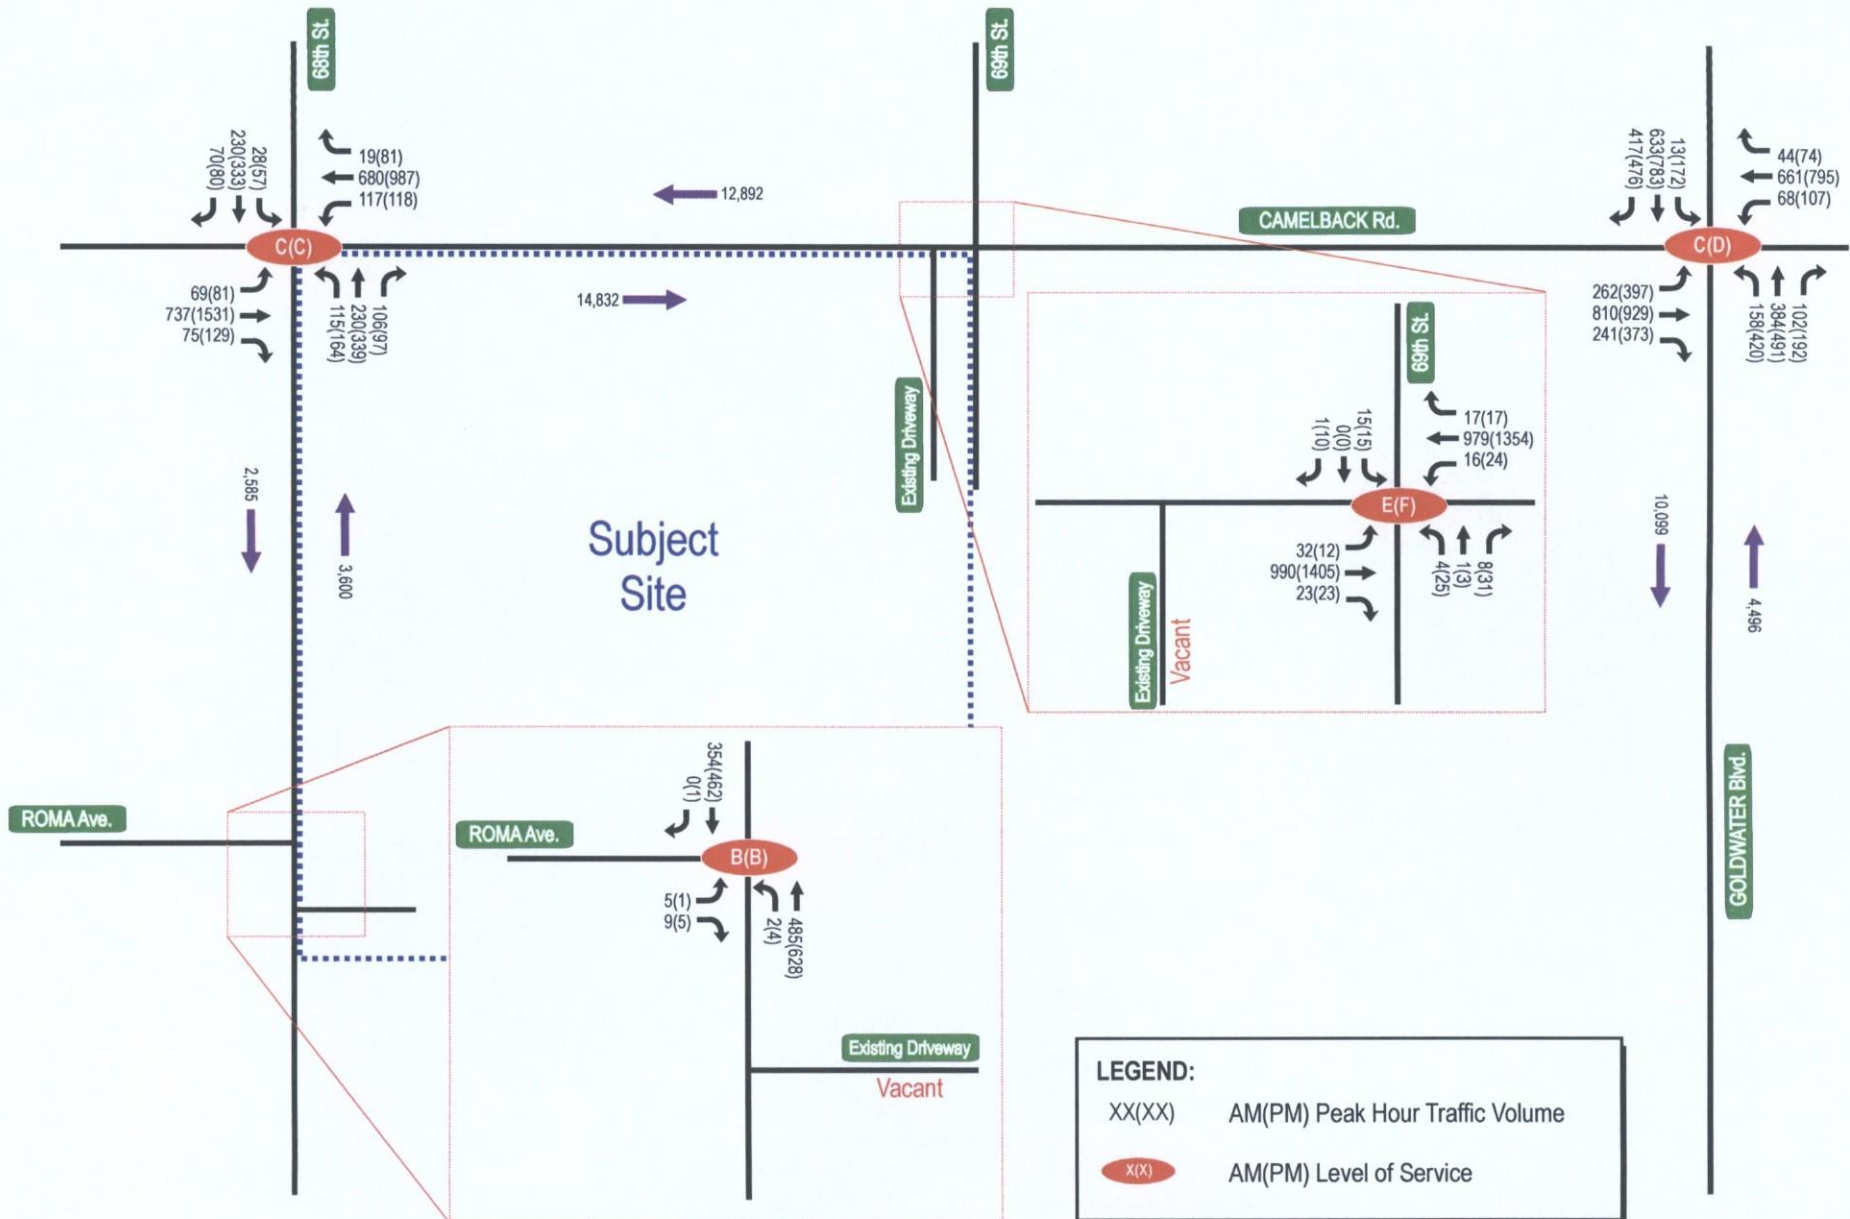 68th St.
69th St.
28(57)
230(333)
70(80)
19(81)
680(987)
117(118)
12,892
CAMELBACK Rd.
13(172)
633(783)
417(476)
44(74)
661(795)
68(107)
C(C)
C(D)
69(81)
737(1531)
75(129)
106(97)
230(339)
115(164)
14,832
262(397)
810(929)
241(373)
102(192)
384(491)
158(420)
Existing Driveway
69th St.
15(15)
0(0)
1(10)
17(17)
979(1354)
16(24)
E(F)
32(12)
990(1405)
23(23)
8(31)
1(3)
4(25)
Existing Driveway
Vacant
2,585
3,600
Subject
Site
10,099
4,496
GOLDWATER Blvd.
ROMA Ave.
354(462)
0(1)
ROMA Ave.
B(B)
5(1)
9(5)
485(628)
2(4)
Existing Driveway
Vacant
LEGEND:
XX(XX) AM(PM) Peak Hour Traffic Volume
X(X) AM(PM) Level of Service